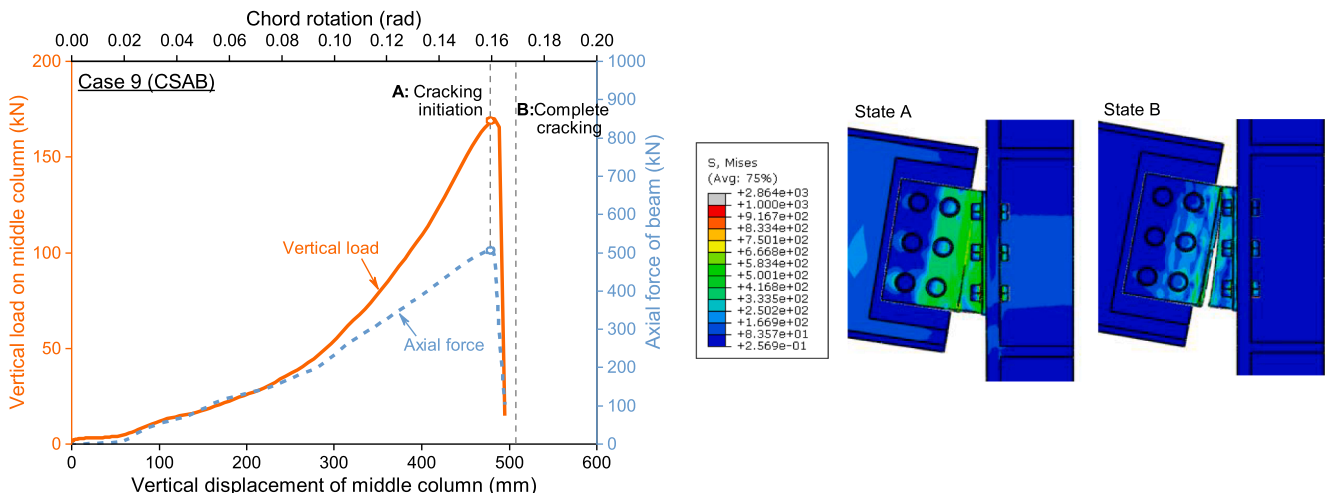 Chord rotation (rad)
0.00 0.02 0.04 0.06 0.08 0.10 0.12 0.14 0.16 0.18 0.20
200
150
100
50
0
Vertical load on middle column (kN)
Case 9 (CSAB)
A: Cracking
initiation
B:Complete
cracking
Vertical load
Axial force
1000
900
800
700
600
500
400
300
200
100
0
Axial force of beam (kN)
0 100 200 300 400 500 600
Vertical displacement of middle column (mm)
S, Mises
(Avg: 75%)
+2.864e+03
+1.000e+03
+9.167e+02
+8.334e+02
+7.501e+02
+6.668e+02
+5.834e+02
+5.001e+02
+4.168e+02
+3.335e+02
+2.502e+02
+1.669e+02
+8.357e+01
+2.569e-01
State A
State B